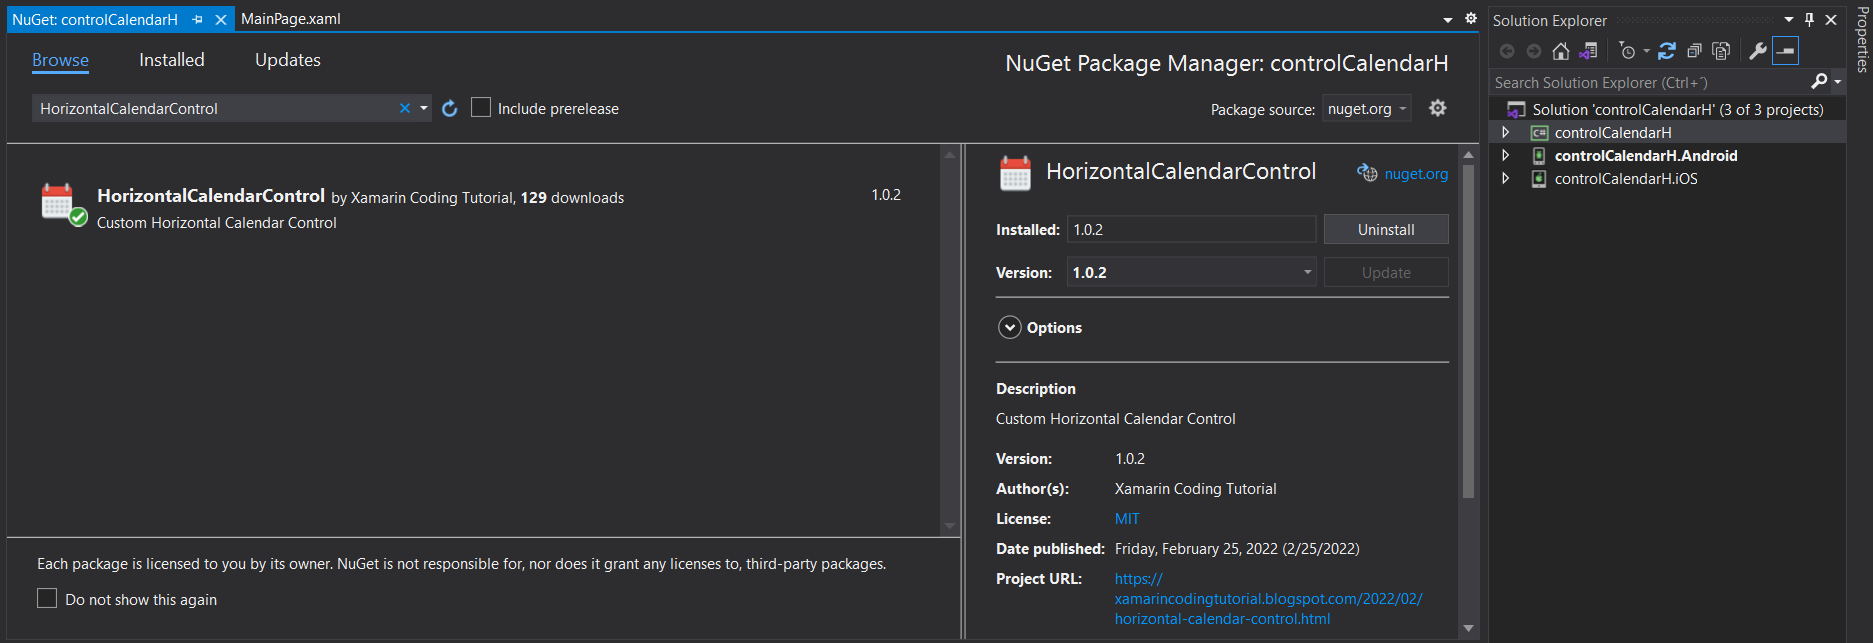 NuGet: controlCalendarH
MainPage.xaml
Browse
Installed
Updates
NuGet Package Manager: controlCalendarH
HorizontalCalendarControl
Include prerelease
Package source: nuget.org
HorizontalCalendarControl by Xamarin Coding Tutorial, 129 downloads
1.0.2
Custom Horizontal Calendar Control
Each package is licensed to you by its owner. NuGet is not responsible for, nor does it grant any licenses to, third-party packages.
Do not show this again
HorizontalCalendarControl
nuget.org
Installed: 1.0.2
Uninstall
Version: 1.0.2
Update
Options
Description
Custom Horizontal Calendar Control
Version: 1.0.2
Author(s): Xamarin Coding Tutorial
License: MIT
Date published: Friday, February 25, 2022 (2/25/2022)
Project URL: https://
xamarincodingtutorial.blogspot.com/2022/02/
horizontal-calendar-control.html
Solution Explorer
Search Solution Explorer (Ctrl+¨)
Solution 'controlCalendarH' (3 of 3 projects)
C# controlCalendarH
controlCalendarH.Android
controlCalendarH.iOS
Properties